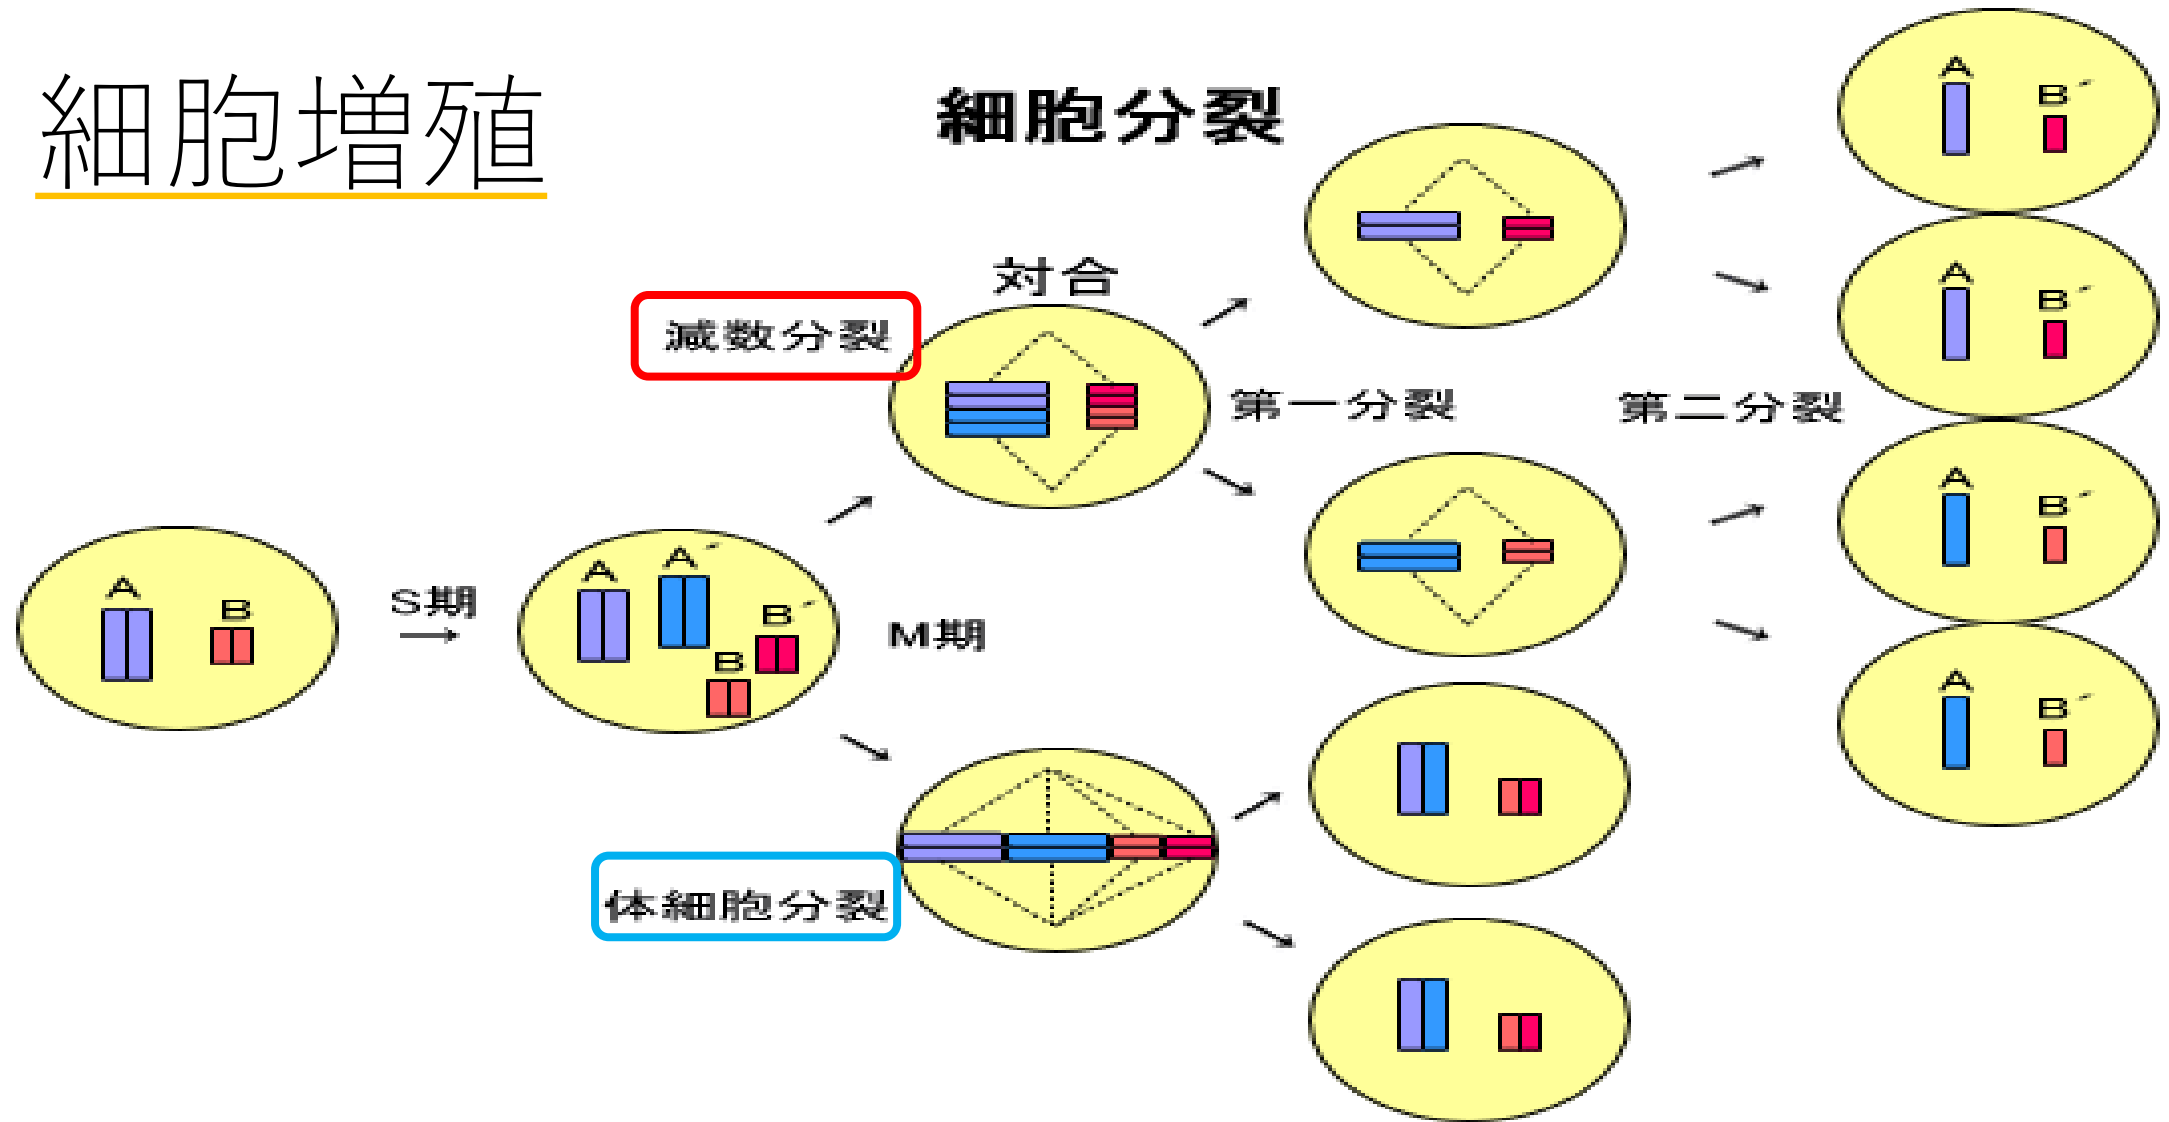 細胞増殖
細胞分裂
対合
減数分裂
第一分裂
第二分裂
A B
S期
A A´
B B´
M期
体細胞分裂
A B´
A B´
A B´
A B´